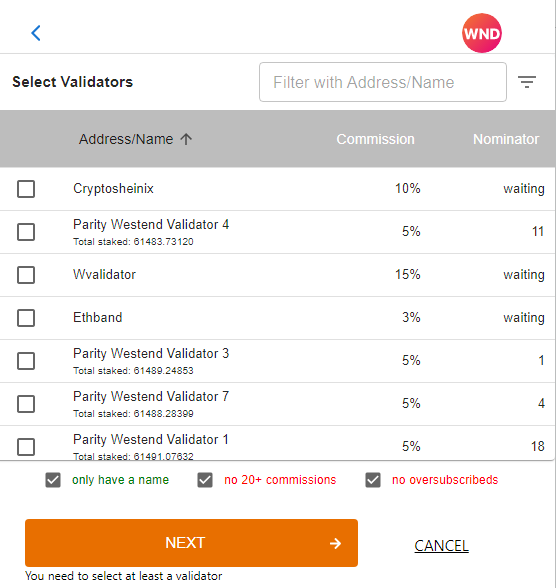 WND
Select Validators Filter with Address/Name
Address/Name Commission Nominator
Cryptosheinix 10% waiting
Parity Westend Validator 4 5% 11
Total staked: 61483.73120
Wvalidator 15% waiting
Ethband 3% waiting
Parity Westend Validator 3 5% 1
Total staked: 61489.24853
Parity Westend Validator 7 5% 4
Total staked: 61488.28399
Parity Westend Validator 1 5% 18
Total staked: 61491.07632
only have a name no 20+ commissions no oversubscribeds
NEXT CANCEL
You need to select at least a validator